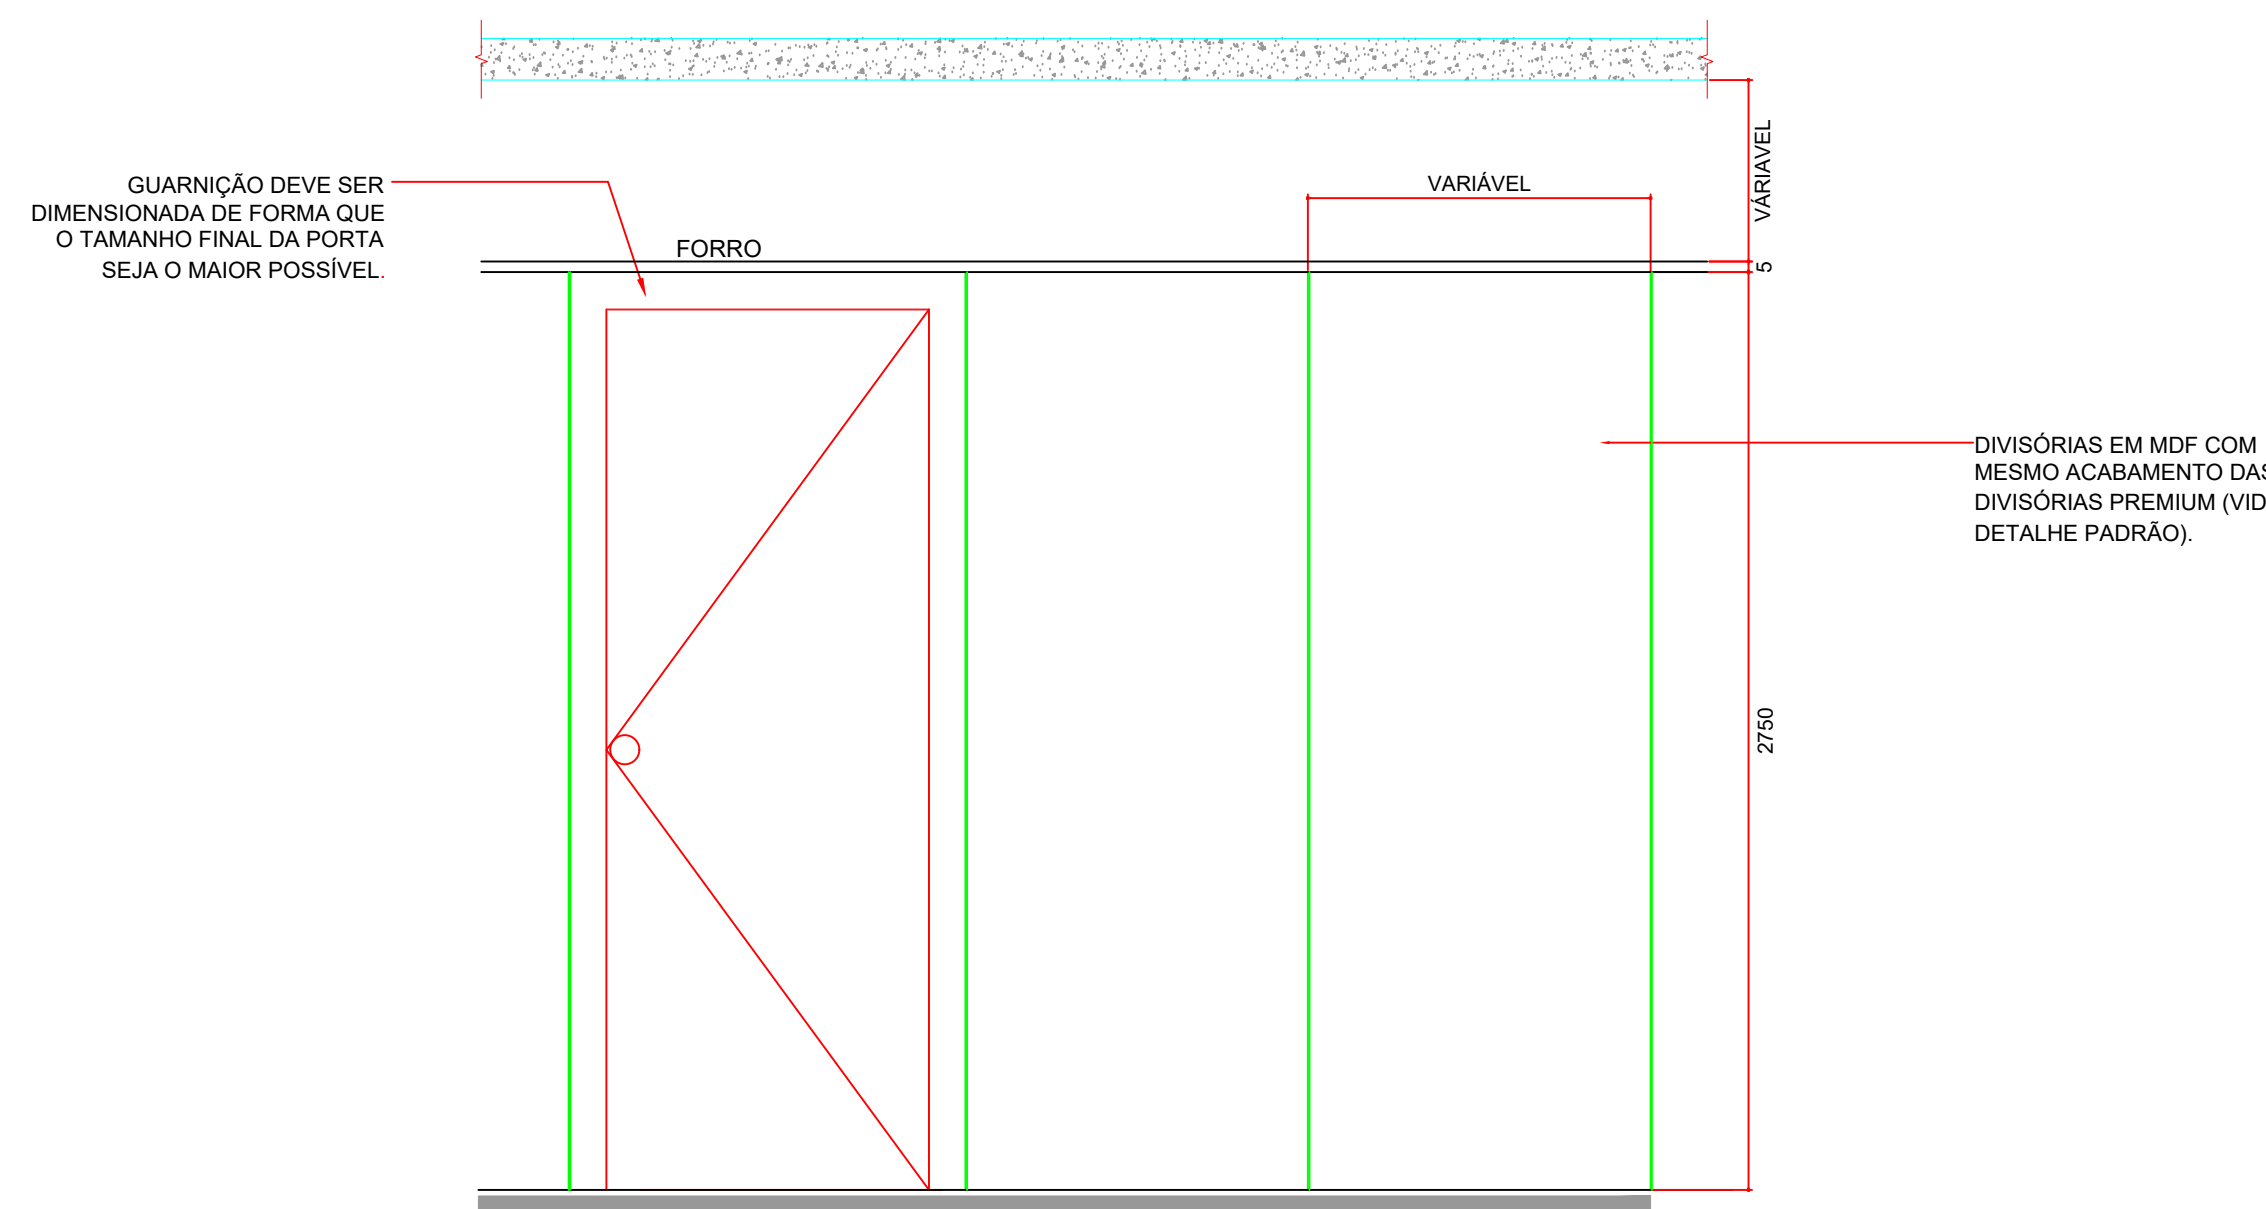 GUARNIÇÃO DEVE SER
DIMENSIONADA DE FORMA QUE
O TAMANHO FINAL DA PORTA
SEJA O MAIOR POSSÍVEL.
FORRO
VARIÁVEL
VÁRIAVEL
5
2750
DIVISÓRIAS EM MDF COM
MESMO ACABAMENTO DAS
DIVISÓRIAS PREMIUM (VID
DETALHE PADRÃO).